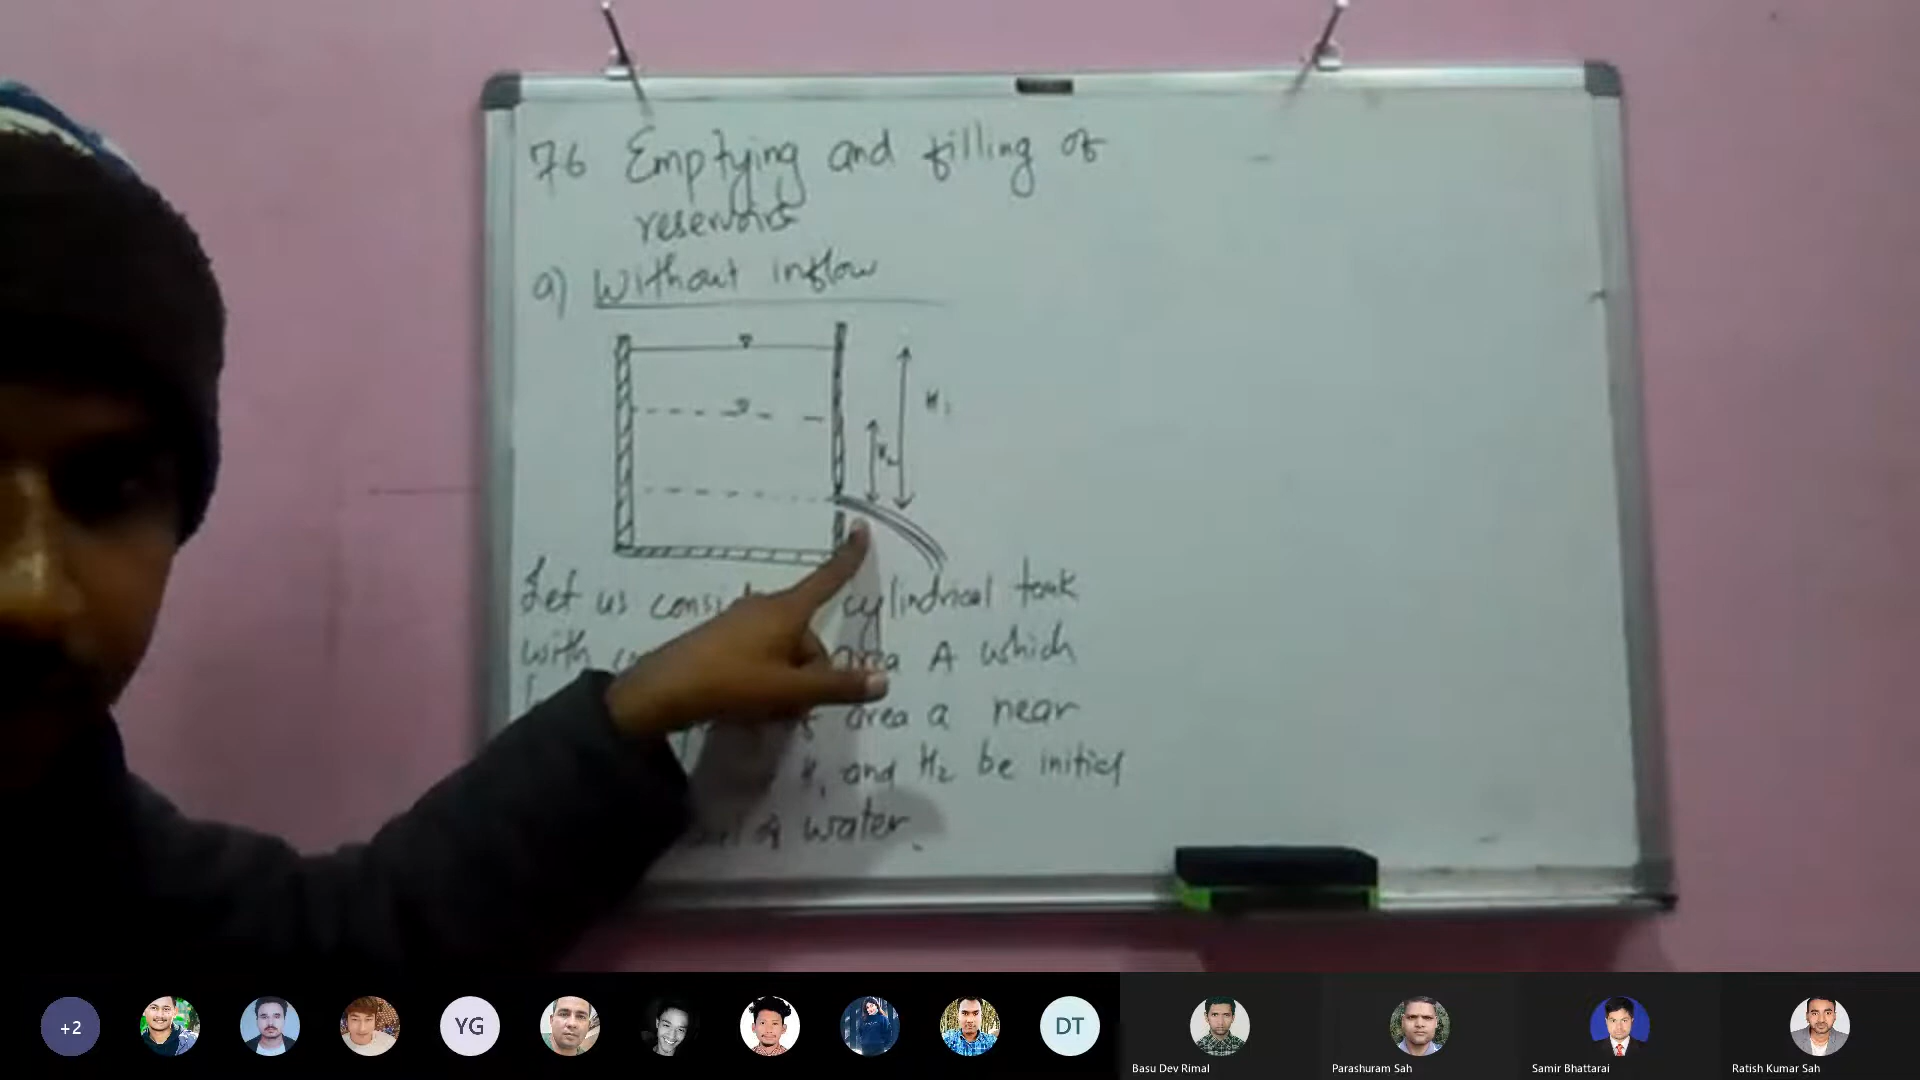 76 Emptying and filling of
reservoirs
a) Without inflow
H1
H2
Let us cylindrical tank
with area A which
area a near
H1 and H2 be initial
of water.
+2
YG
DT
Basu Dev Rimal
Parashuram Sah
Samir Bhattarai
Ratish Kumar Sah